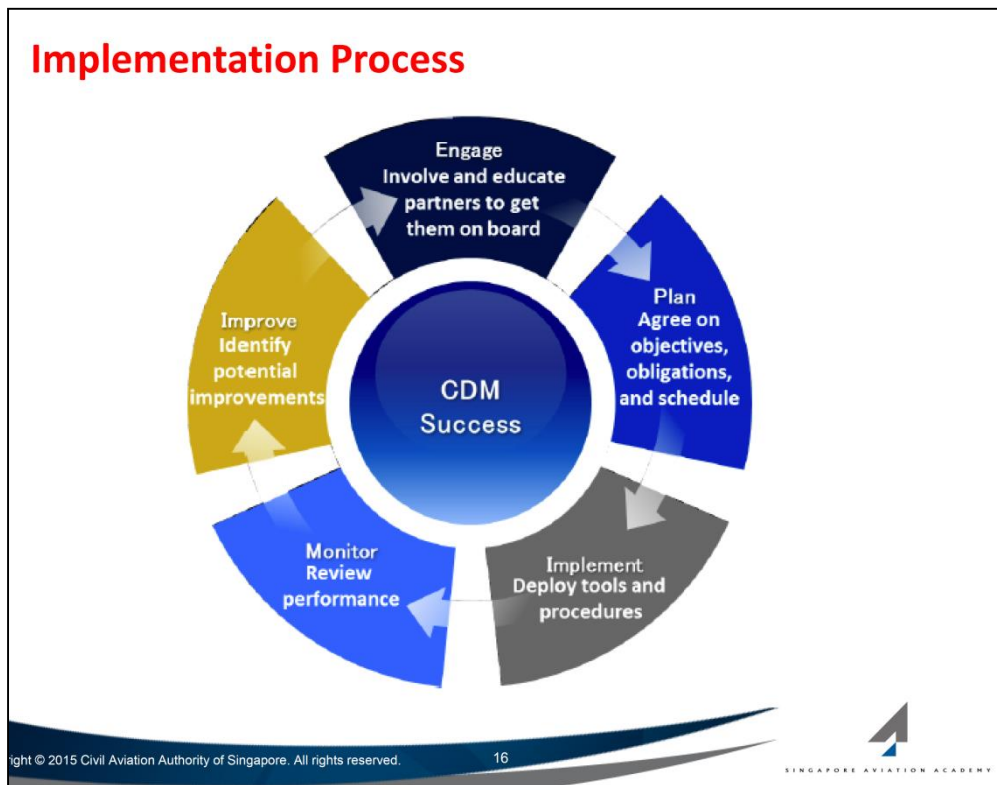 Implementation Process
Engage
Involve and educate
partners to get
them on board
Plan
Agree on
objectives,
obligations,
and schedule
Implement
Deploy tools and
procedures
Monitor
Review
performance
Improve
Identify
potential
improvements
CDM
Success
right © 2015 Civil Aviation Authority of Singapore. All rights reserved.
16
SINGAPORE AVIATION ACADEMY